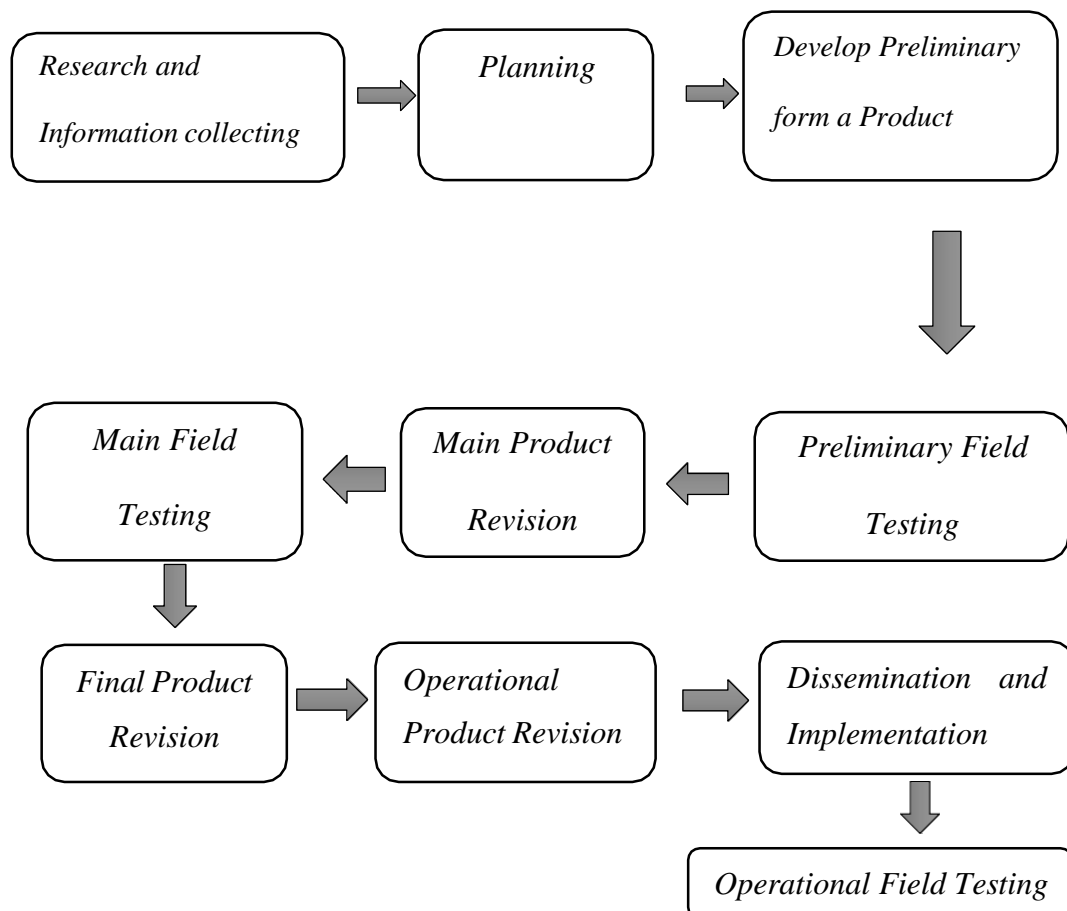 Research and
Information collecting
Planning
Develop Preliminary
form a Product
Preliminary Field
Testing
Main Product
Revision
Main Field
Testing
Final Product
Revision
Operational
Product Revision
Dissemination and
Implementation
Operational Field Testing